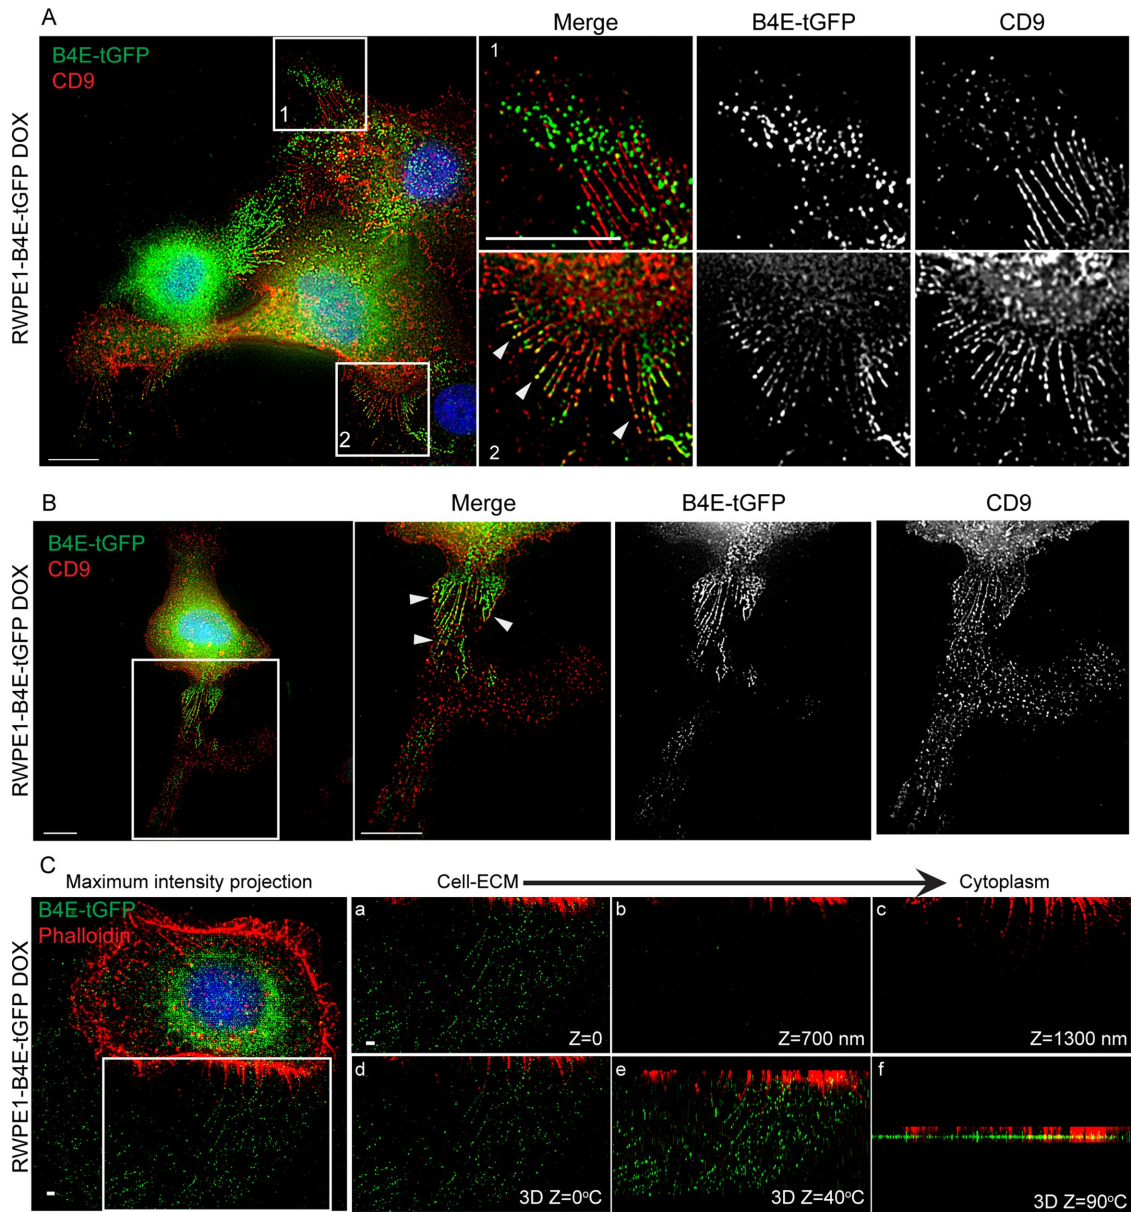 A
Merge
B4E-tGFP
CD9
RWPE1-B4E-tGFP DOX
B4E-tGFP
CD9
1
2
1
2
B
Merge
B4E-tGFP
CD9
RWPE1-B4E-tGFP DOX
B4E-tGFP
CD9
C
Maximum intensity projection
Cell-ECM
Cytoplasm
RWPE1-B4E-tGFP DOX
B4E-tGFP
Phalloidin
a
Z=0
b
Z=700 nm
c
Z=1300 nm
d
3D Z=0°C
e
3D Z=40°C
f
3D Z=90°C